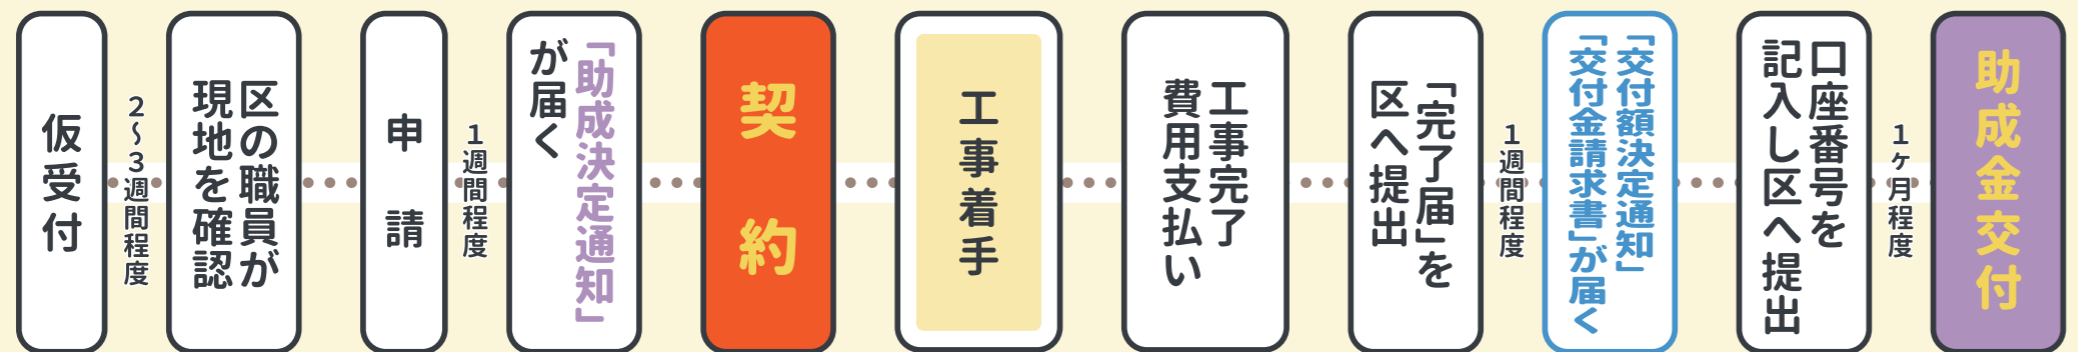 仮受付
2〜3週間程度
区の職員が
現地を確認
申請
1週間程度
「助成決定通知」
が届く
契約
工事着手
工事完了
費用支払い
「完了届」を
区へ提出
1週間程度
「交付額決定通知」
「交付金請求書」が届く
口座番号を
記入し区へ提出
1ヶ月程度
助成金交付